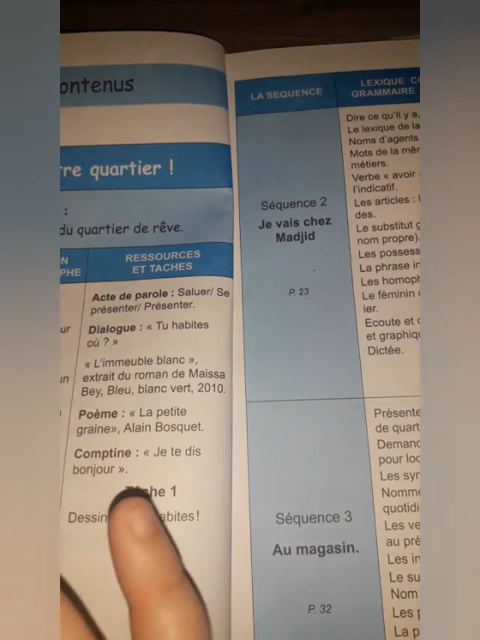 ontenus
re quartier !
:
du quartier de rêve.
N
PHE
RESSOURCES
ET TACHES
Acte de parole : Saluer/ Se
présenter/ Présenter.
ur
Dialogue : « Tu habites
où ? »
un
« L'immeuble blanc »,
extrait du roman de Maissa
Bey, Bleu, blanc vert, 2010.
Poème : « La petite
graine», Alain Bosquet.
Comptine : « Je te dis
bonjour ».
he 1
Dessin abites!
LA SEQUENCE
LEXIQUE
GRAMMAIRE
Séquence 2
Je vais chez
Madjid
P. 23
Dire ce qu'il y a,
Le lexique de la
Noms d'agents
Mots de la mêm
métiers.
Verbe « avoir
l'indicatif.
Les articles :
des.
Le substitut g
nom propre)
Les possess
La phrase in
Les homoph
Le féminin
ier.
Ecoute et
et graphiq
Dictée.
Séquence 3
Au magasin.
P. 32
Présente
de quart
Deman
pour loc
Les syr
Nomme
quotidi
Les ve
au pré
Les in
Le su
Nom
Les p
La p